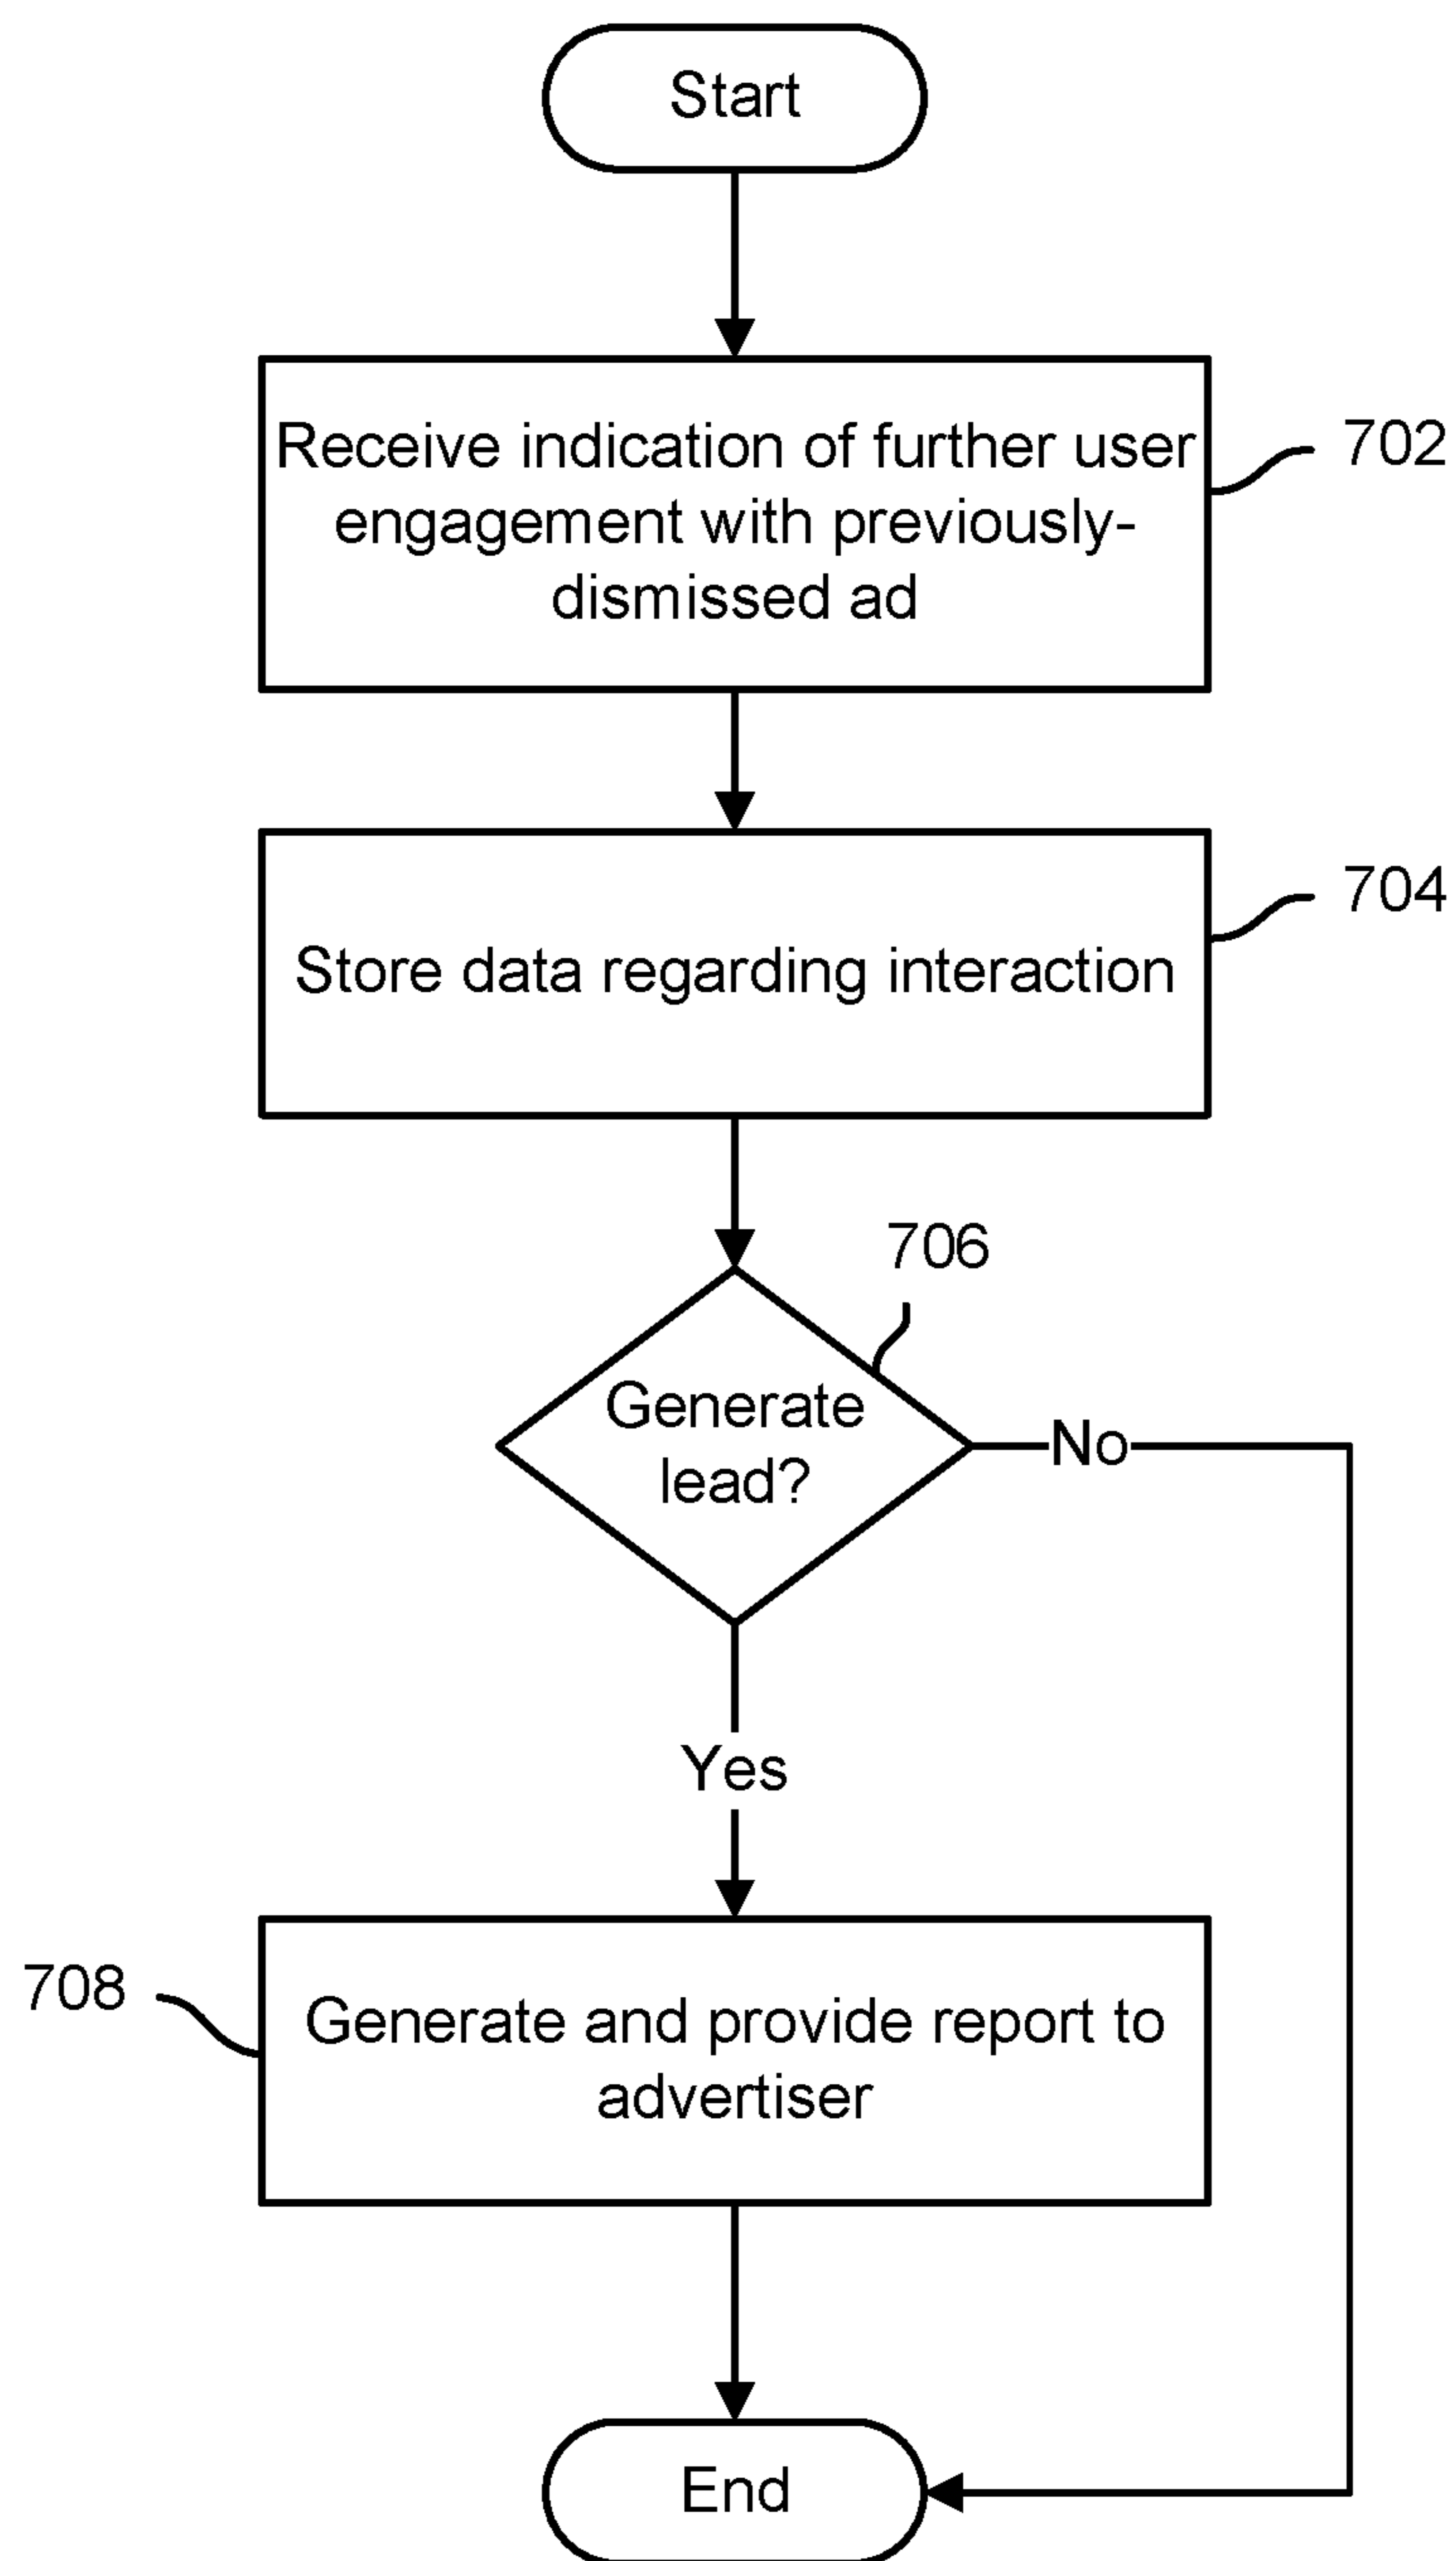 Start
Receive indication of further user
engagement with previously-
dismissed ad
702
Store data regarding interaction
704
706
Generate
lead?
No
Yes
708
Generate and provide report to
advertiser
End